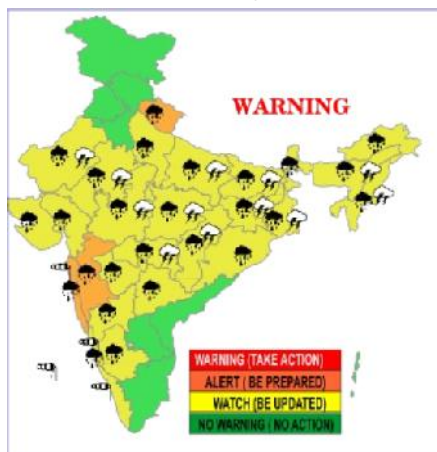 WARNING
WARNING (TAKE ACTION)
ALERT ( BE PREPARED)
WATCH (BE UPDATED)
NO WARNING ( NO ACTION)